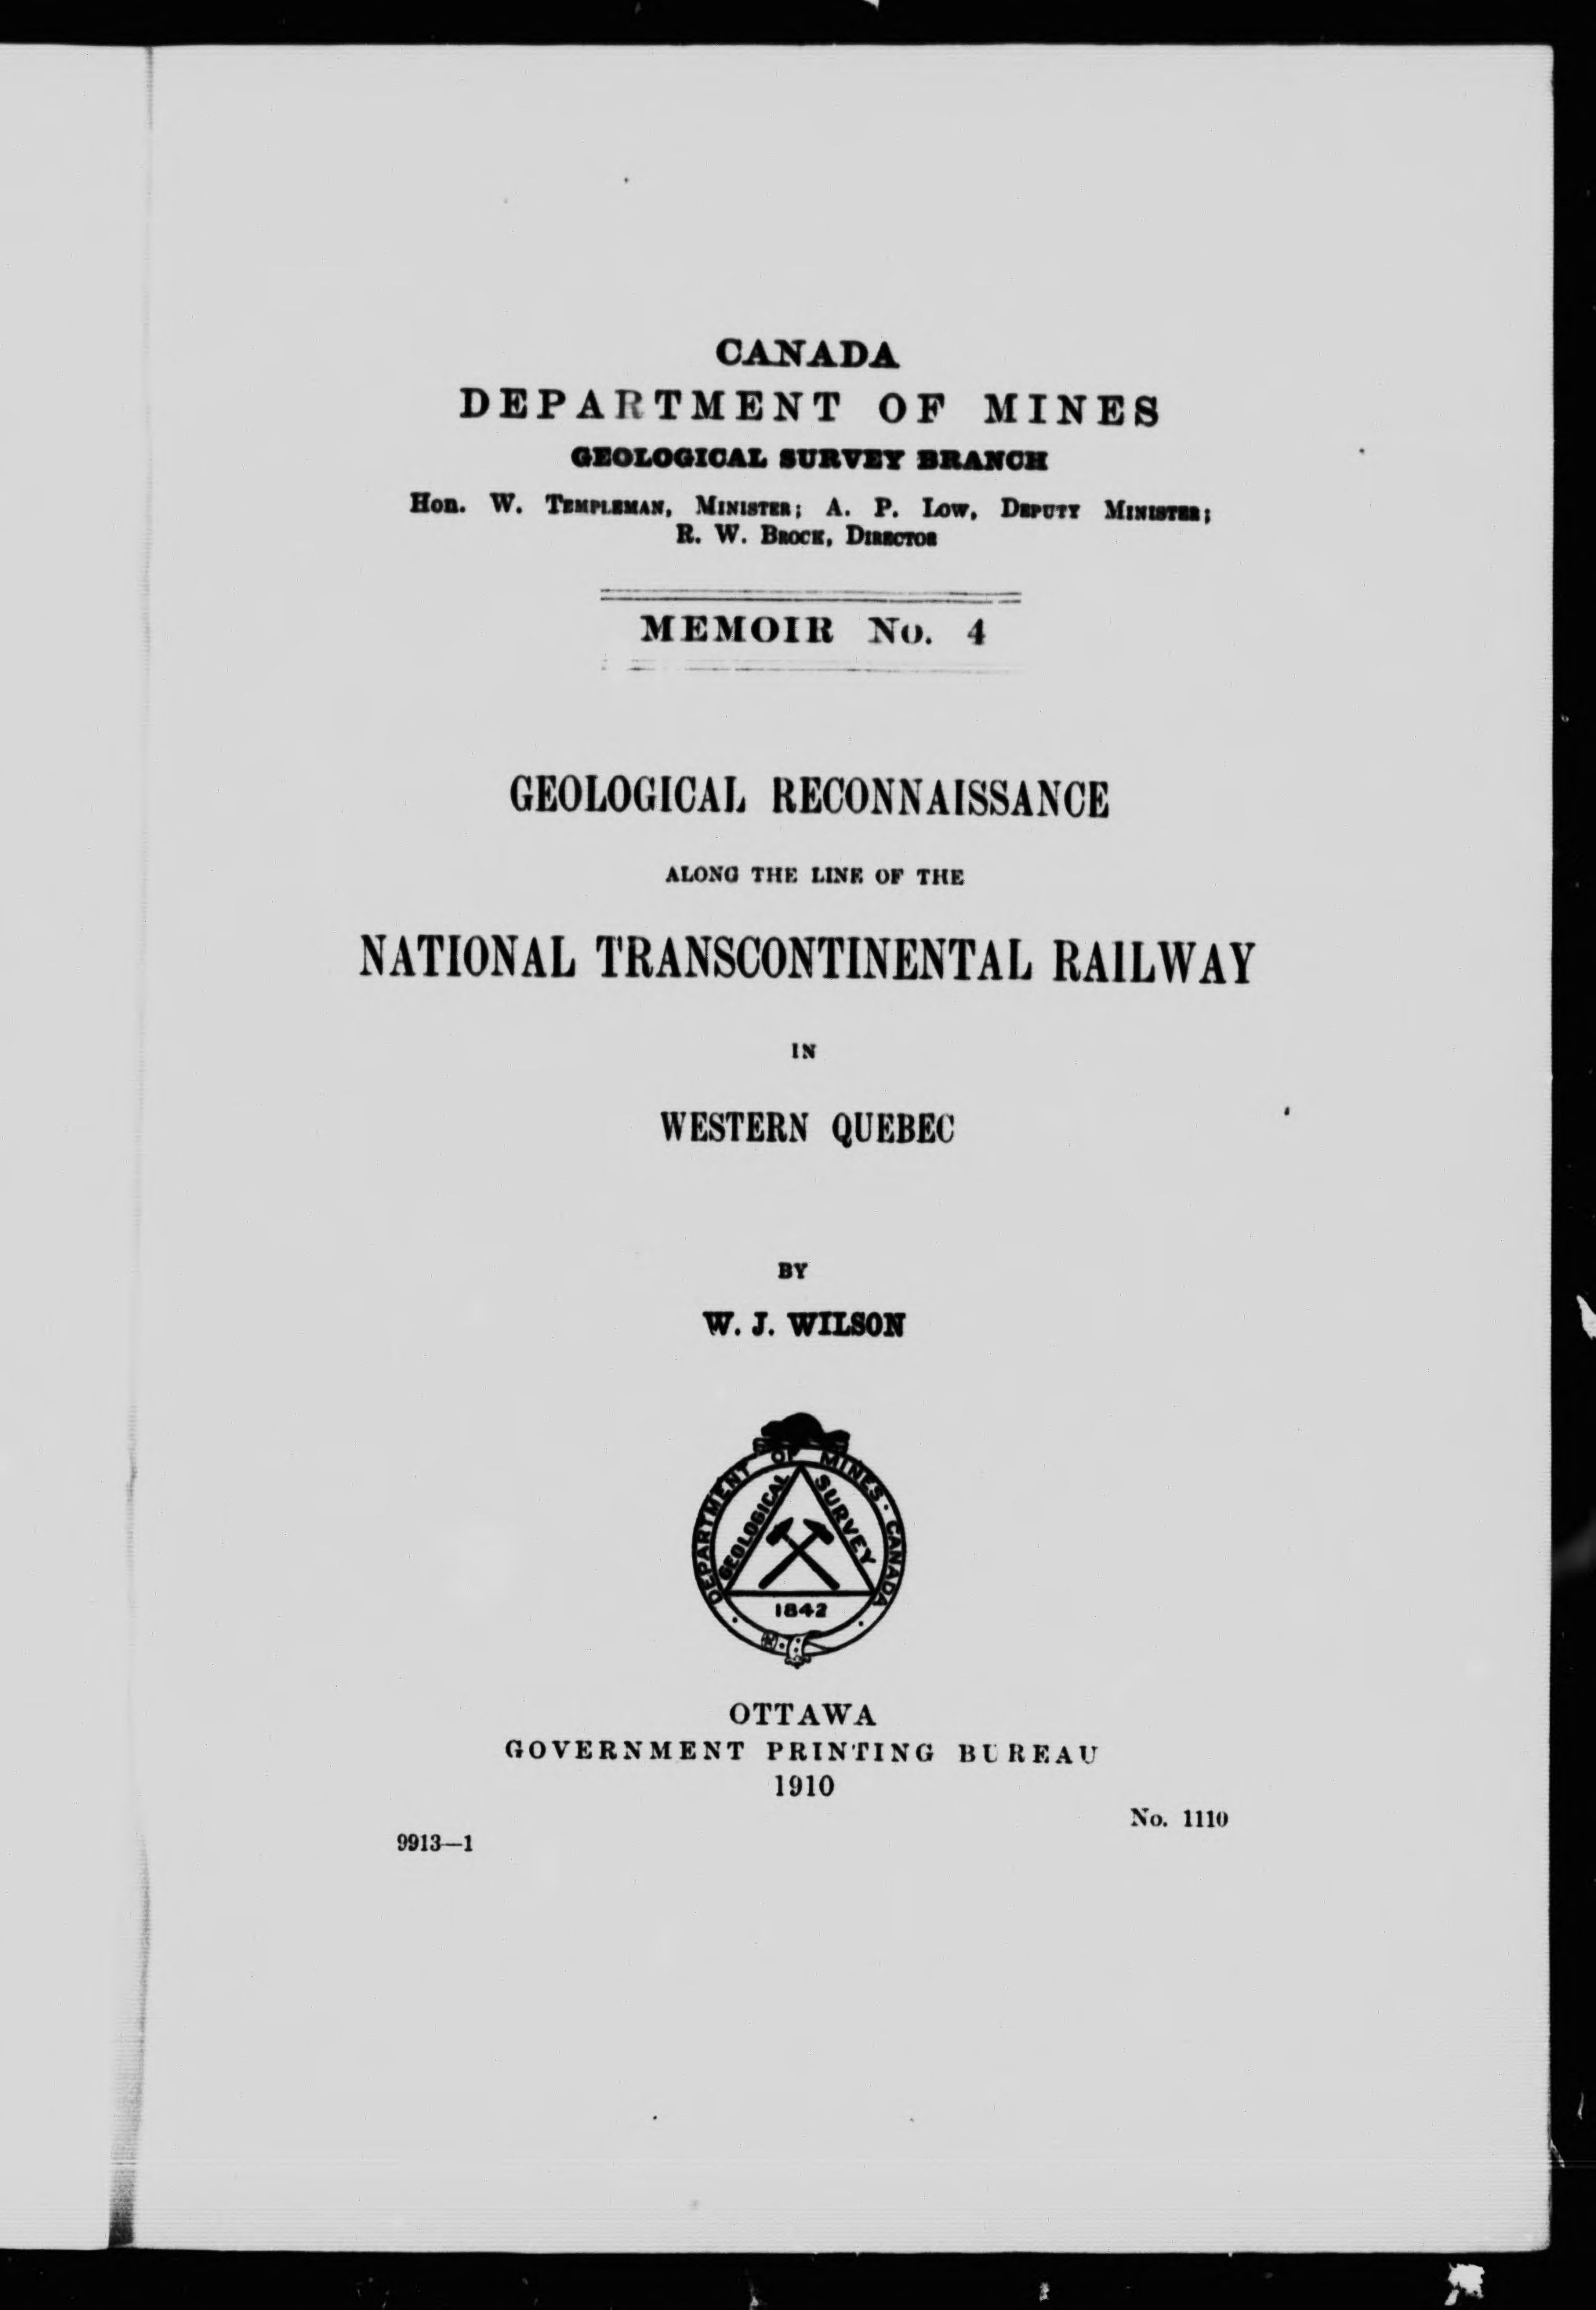 CANADA
DEPARTMENT OF MINES
GEOLOGICAL SURVEY BRANCH
Hon. W. Templeman, Minister; A. P. Low, Deputy Minister;
R. W. Brock, Director
MEMOIR No. 4
GEOLOGICAL RECONNAISSANCE
ALONG THE LINE OF THE
NATIONAL TRANSCONTINENTAL RAILWAY
IN
WESTERN QUEBEC
BY
W. J. WILSON
DEPARTMENT OF MINES · CANADA
GEOLOGICAL SURVEY
1842
OTTAWA
GOVERNMENT PRINTING BUREAU
1910
No. 1110
9913—1